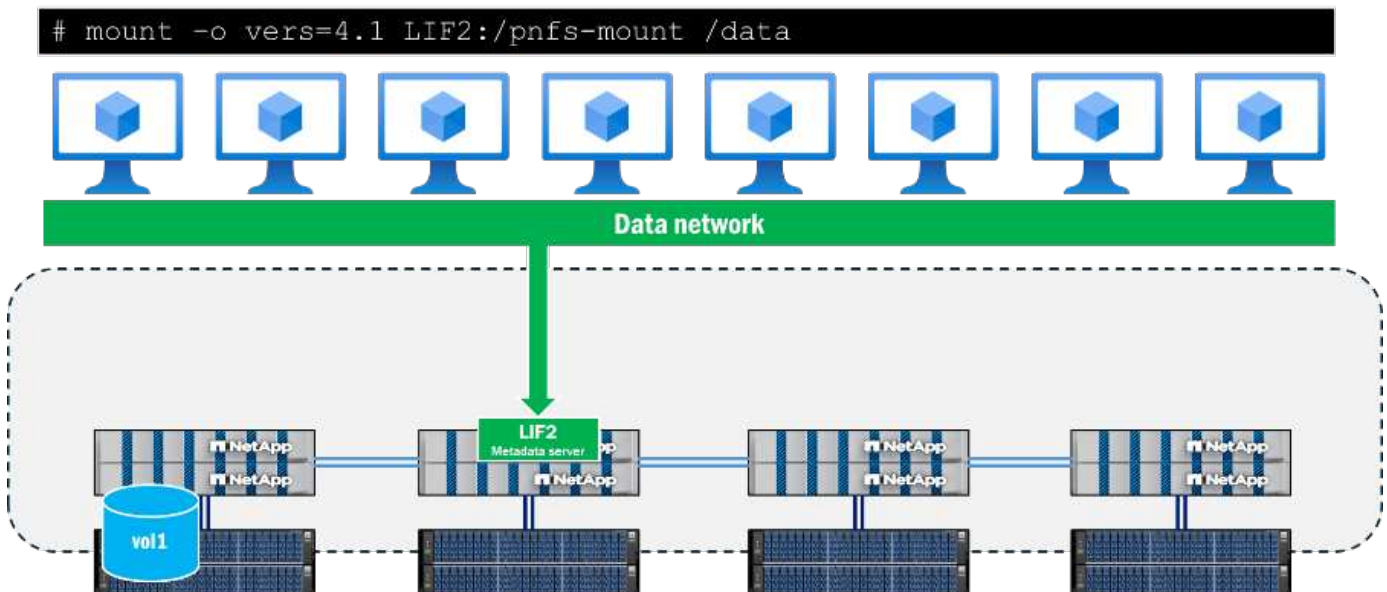 # mount -o vers=4.1 LIF2:/pnfs-mount /data
Data network
LIF2
Metadata server
NetApp
NetApp
NetApp
NetApp
NetApp
NetApp
NetApp
vol1